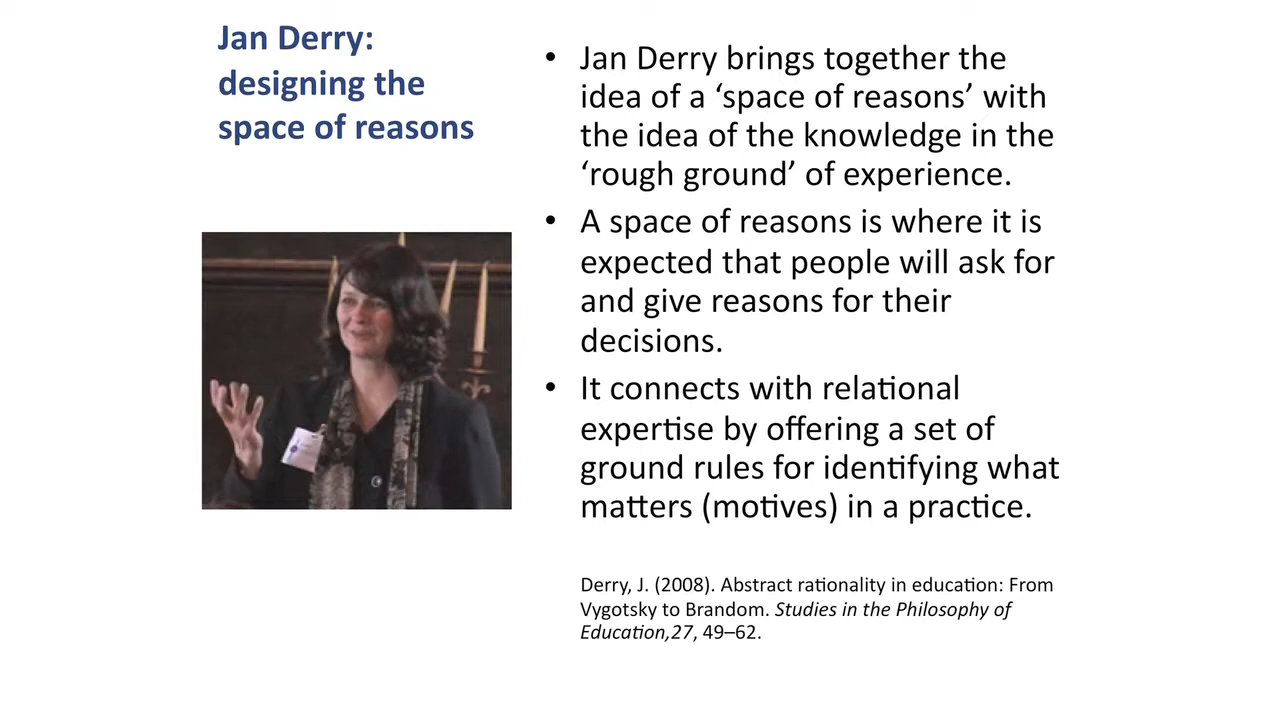 Jan Derry:
designing the
space of reasons
• Jan Derry brings together the
idea of a ‘space of reasons’ with
the idea of the knowledge in the
‘rough ground’ of experience.
• A space of reasons is where it is
expected that people will ask for
and give reasons for their
decisions.
• It connects with relational
expertise by offering a set of
ground rules for identifying what
matters (motives) in a practice.
Derry, J. (2008). Abstract rationality in education: From
Vygotsky to Brandom. Studies in the Philosophy of
Education,27, 49–62.